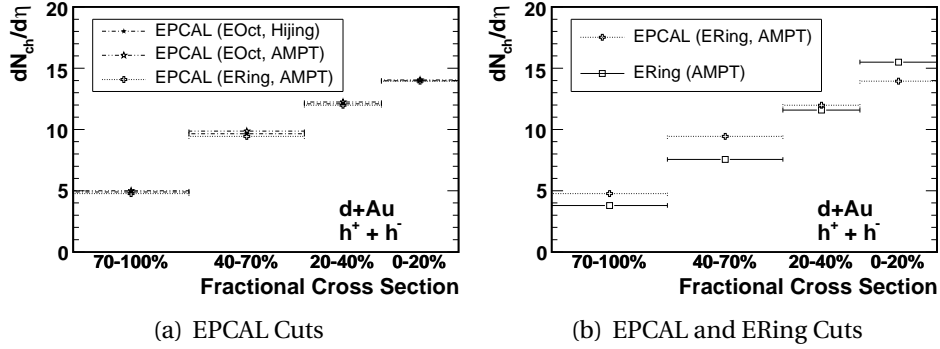 20
15
10
5
0
dN_ch/dη
EPCAL (EOct, Hijing)
EPCAL (EOct, AMPT)
EPCAL (ERing, AMPT)
d+Au
h⁺ + h⁻
70-100% 40-70% 20-40% 0-20%
Fractional Cross Section
(a) EPCAL Cuts
20
15
10
5
0
dN_ch/dη
EPCAL (ERing, AMPT)
ERing (AMPT)
d+Au
h⁺ + h⁻
70-100% 40-70% 20-40% 0-20%
Fractional Cross Section
(b) EPCAL and ERing Cuts